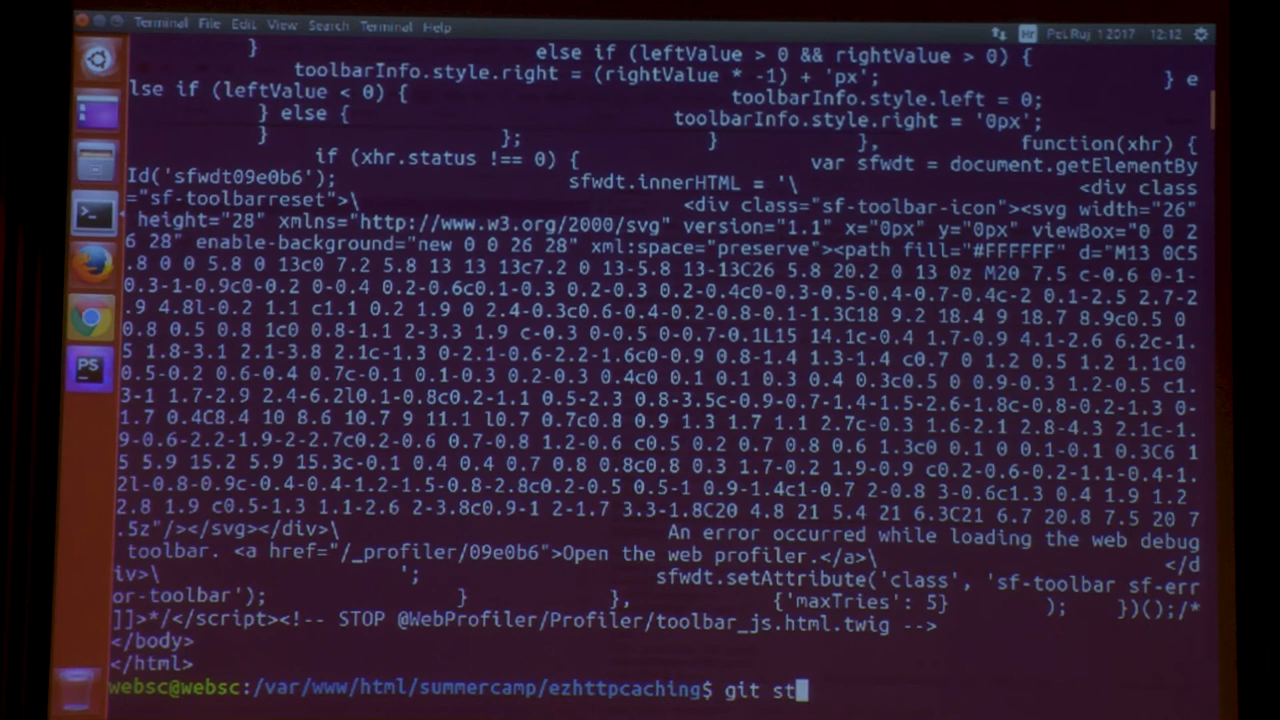 Terminal File Edit View Search Terminal Help
Hr Pet Ruj 1 2017 12:12
} else if (leftValue > 0 && rightValue > 0) {
toolbarInfo.style.right = (rightValue * -1) + 'px'; } e
lse if (leftValue < 0) { toolbarInfo.style.left = 0;
} else { toolbarInfo.style.right = '0px';
} }; } }, function(xhr) {
if (xhr.status !== 0) { var sfwdt = document.getElementBy
Id('sfwdt09e0b6'); sfwdt.innerHTML = '\ <div class
="sf-toolbarreset">\ <div class="sf-toolbar-icon"><svg width="26"
height="28" xmlns="http://www.w3.org/2000/svg" version="1.1" x="0px" y="0px" viewBox="0 0 2
6 28" enable-background="new 0 0 26 28" xml:space="preserve"><path fill="#FFFFFF" d="M13 0C5
.8 0 0 5.8 0 13c0 7.2 5.8 13 13 13c7.2 0 13-5.8 13-13C26 5.8 20.2 0 13 0z M20 7.5 c-0.6 0-1-
0.3-1-0.9c0-0.2 0-0.4 0.2-0.6c0.1-0.3 0.2-0.3 0.2-0.4c0-0.3-0.5-0.4-0.7-0.4c-2 0.1-2.5 2.7-2
.9 4.8l-0.2 1.1 c1.1 0.2 1.9 0 2.4-0.3c0.6-0.4-0.2-0.8-0.1-1.3C18 9.2 18.4 9 18.7 8.9c0.5 0
0.8 0.5 0.8 1c0 0.8-1.1 2-3.3 1.9 c-0.3 0-0.5 0-0.7-0.1L15 14.1c-0.4 1.7-0.9 4.1-2.6 6.2c-1.
5 1.8-3.1 2.1-3.8 2.1c-1.3 0-2.1-0.6-2.2-1.6c0-0.9 0.8-1.4 1.3-1.4 c0.7 0 1.2 0.5 1.2 1.1c0
0.5-0.2 0.6-0.4 0.7c-0.1 0.1-0.3 0.2-0.3 0.4c0 0.1 0.1 0.3 0.4 0.3c0.5 0 0.9-0.3 1.2-0.5 c1.
3-1 1.7-2.9 2.4-6.2l0.1-0.8c0.2-1.1 0.5-2.3 0.8-3.5c-0.9-0.7-1.4-1.5-2.6-1.8c-0.8-0.2-1.3 0-
1.7 0.4C8.4 10 8.6 10.7 9 11.1 l0.7 0.7c0.8 0.9 1.3 1.7 1.1 2.7c-0.3 1.6-2.1 2.8-4.3 2.1c-1.
9-0.6-2.2-1.9-2-2.7c0.2-0.6 0.7-0.8 1.2-0.6 c0.5 0.2 0.7 0.8 0.6 1.3c0 0.1 0 0.1-0.1 0.3C6 1
5 5.9 15.2 5.9 15.3c-0.1 0.4 0.4 0.7 0.8 0.8c0.8 0.3 1.7-0.2 1.9-0.9 c0.2-0.6-0.2-1.1-0.4-1.
2l-0.8-0.9c-0.4-0.4-1.2-1.5-0.8-2.8c0.2-0.5 0.5-1 0.9-1.4c1-0.7 2-0.8 3-0.6c1.3 0.4 1.9 1.2
2.8 1.9 c0.5-1.3 1.1-2.6 2-3.8c0.9-1 2-1.7 3.3-1.8C20 4.8 21 5.4 21 6.3C21 6.7 20.8 7.5 20 7
.5z"/></svg></div>\ An error occurred while loading the web debug
toolbar. <a href="/_profiler/09e0b6">Open the web profiler.</a>\ </d
iv>\ '; sfwdt.setAttribute('class', 'sf-toolbar sf-err
or-toolbar'); } }, {'maxTries': 5} ); })();/*
]]>*/</script><!-- STOP @WebProfiler/Profiler/toolbar_js.html.twig -->
</body>
</html>
websc@websc:/var/www/html/summercamp/ezhttpcaching$ git st
PS